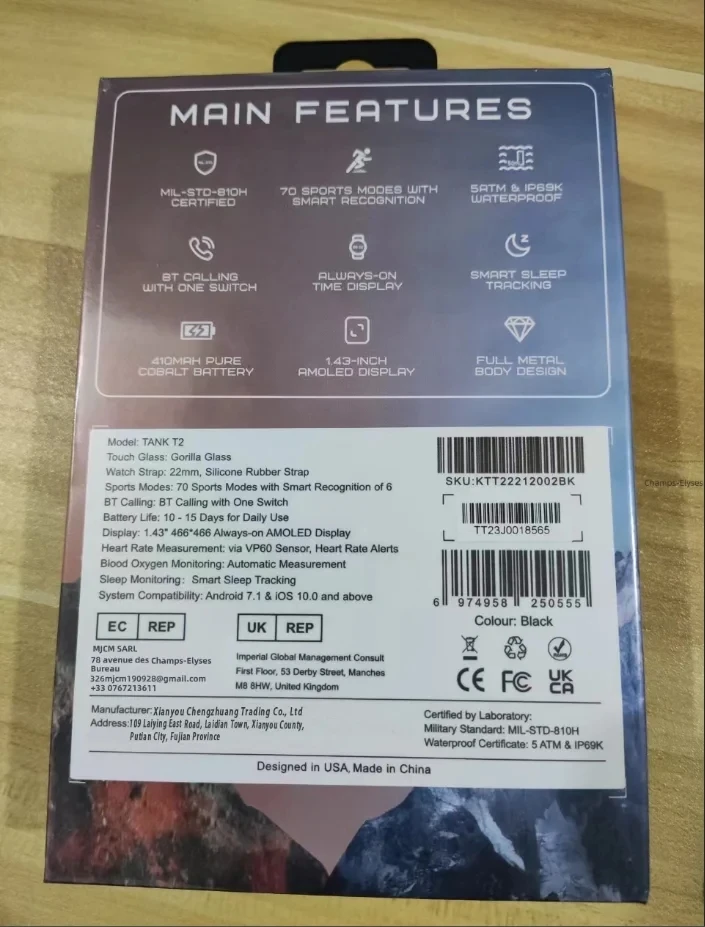 MAIN FEATURES
MIL-STD-810H
CERTIFIED
70 SPORTS MODES WITH
SMART RECOGNITION
5ATM & IP69K
WATERPROOF
BT CALLING
WITH ONE SWITCH
ALWAYS-ON
TIME DISPLAY
SMART SLEEP
TRACKING
410MAH PURE
COBALT BATTERY
1.43-INCH
AMOLED DISPLAY
FULL METAL
BODY DESIGN
Model: TANK T2
Touch Glass: Gorilla Glass
Watch Strap: 22mm, Silicone Rubber Strap
Sports Modes: 70 Sports Modes with Smart Recognition of 6
BT Calling: BT Calling with One Switch
Battery Life: 10 - 15 Days for Daily Use
Display: 1.43" 466*466 Always-on AMOLED Display
Heart Rate Measurement: via VP60 Sensor, Heart Rate Alerts
Blood Oxygen Monitoring: Automatic Measurement
Sleep Monitoring: Smart Sleep Tracking
System Compatibility: Android 7.1 & iOS 10.0 and above
SKU:KTT22212002BK
TT23J0018565
6 974958 250555
Colour: Black
CE FC UK
CA
EC REP
MJCM SARL
78 avenue des Champs-Elyses
Bureau
326mjcm190928@gmail.com
+33 0767213611
UK REP
Imperial Global Management Consult
First Floor, 53 Derby Street, Manches
M8 8HW, United Kingdom
Manufacturer: Xianyou Chengzhuang Trading Co., Ltd
Address: 109 Laiying East Road, Laidian Town, Xianyou County,
Putian City, Fujian Province
Certified by Laboratory:
Military Standard: MIL-STD-810H
Waterproof Certificate: 5 ATM & IP69K
Designed in USA, Made in China
Champs-Elyses